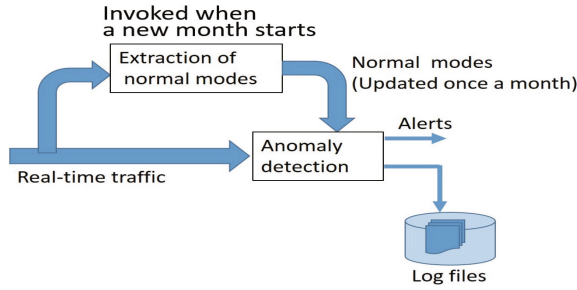 Invoked when
a new month starts
Extraction of
normal modes
Normal modes
(Updated once a month)
Alerts
Anomaly
detection
Real-time traffic
Log files